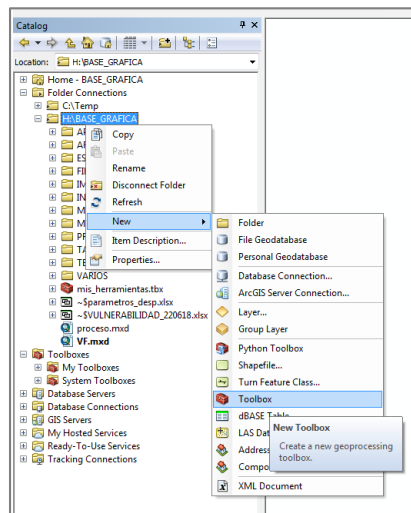 Catalog
Location: H:\BASE_GRAFICA
Home - BASE_GRAFICA
Folder Connections
C:\Temp
H:\BASE_GRAFICA
Copy
Paste
Rename
Disconnect Folder
Refresh
New
Item Description...
Properties...
Folder
File Geodatabase
Personal Geodatabase
Database Connection...
ArcGIS Server Connection...
Layer...
Group Layer
Python Toolbox
Shapefile...
Turn Feature Class...
Toolbox
dBASE Table
LAS Dat
Address
Compo
XML Document
New Toolbox
Create a new geoprocessing
toolbox.
VARIOS
mis_herramientas.tbx
~$parametros_desp.xlsx
~$VULNERABILIDAD_220618.xlsx
proceso.mxd
VF.mxd
Toolboxes
My Toolboxes
System Toolboxes
Database Servers
Database Connections
GIS Servers
My Hosted Services
Ready-To-Use Services
Tracking Connections